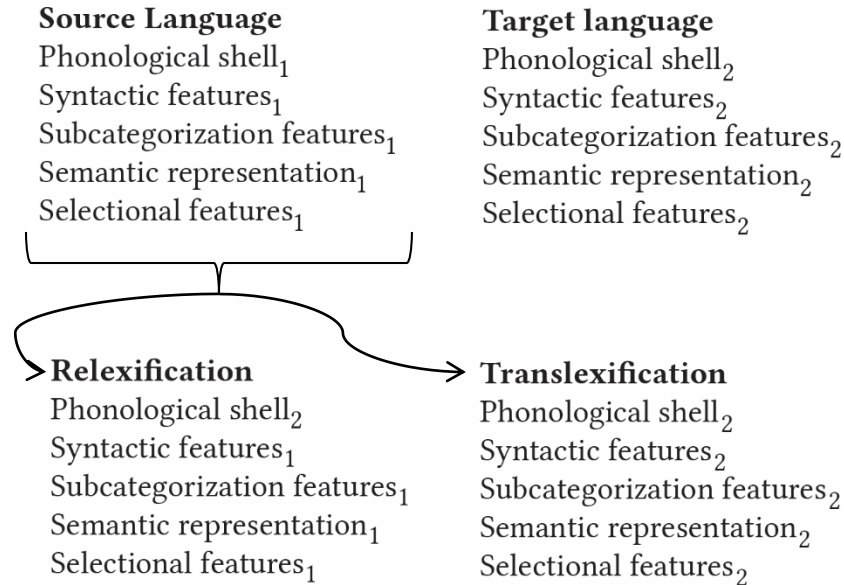 Source Language
Phonological shell₁
Syntactic features₁
Subcategorization features₁
Semantic representation₁
Selectional features₁
Target language
Phonological shell₂
Syntactic features₂
Subcategorization features₂
Semantic representation₂
Selectional features₂
Relexification
Phonological shell₂
Syntactic features₁
Subcategorization features₁
Semantic representation₁
Selectional features₁
Translexification
Phonological shell₂
Syntactic features₂
Subcategorization features₂
Semantic representation₂
Selectional features₂